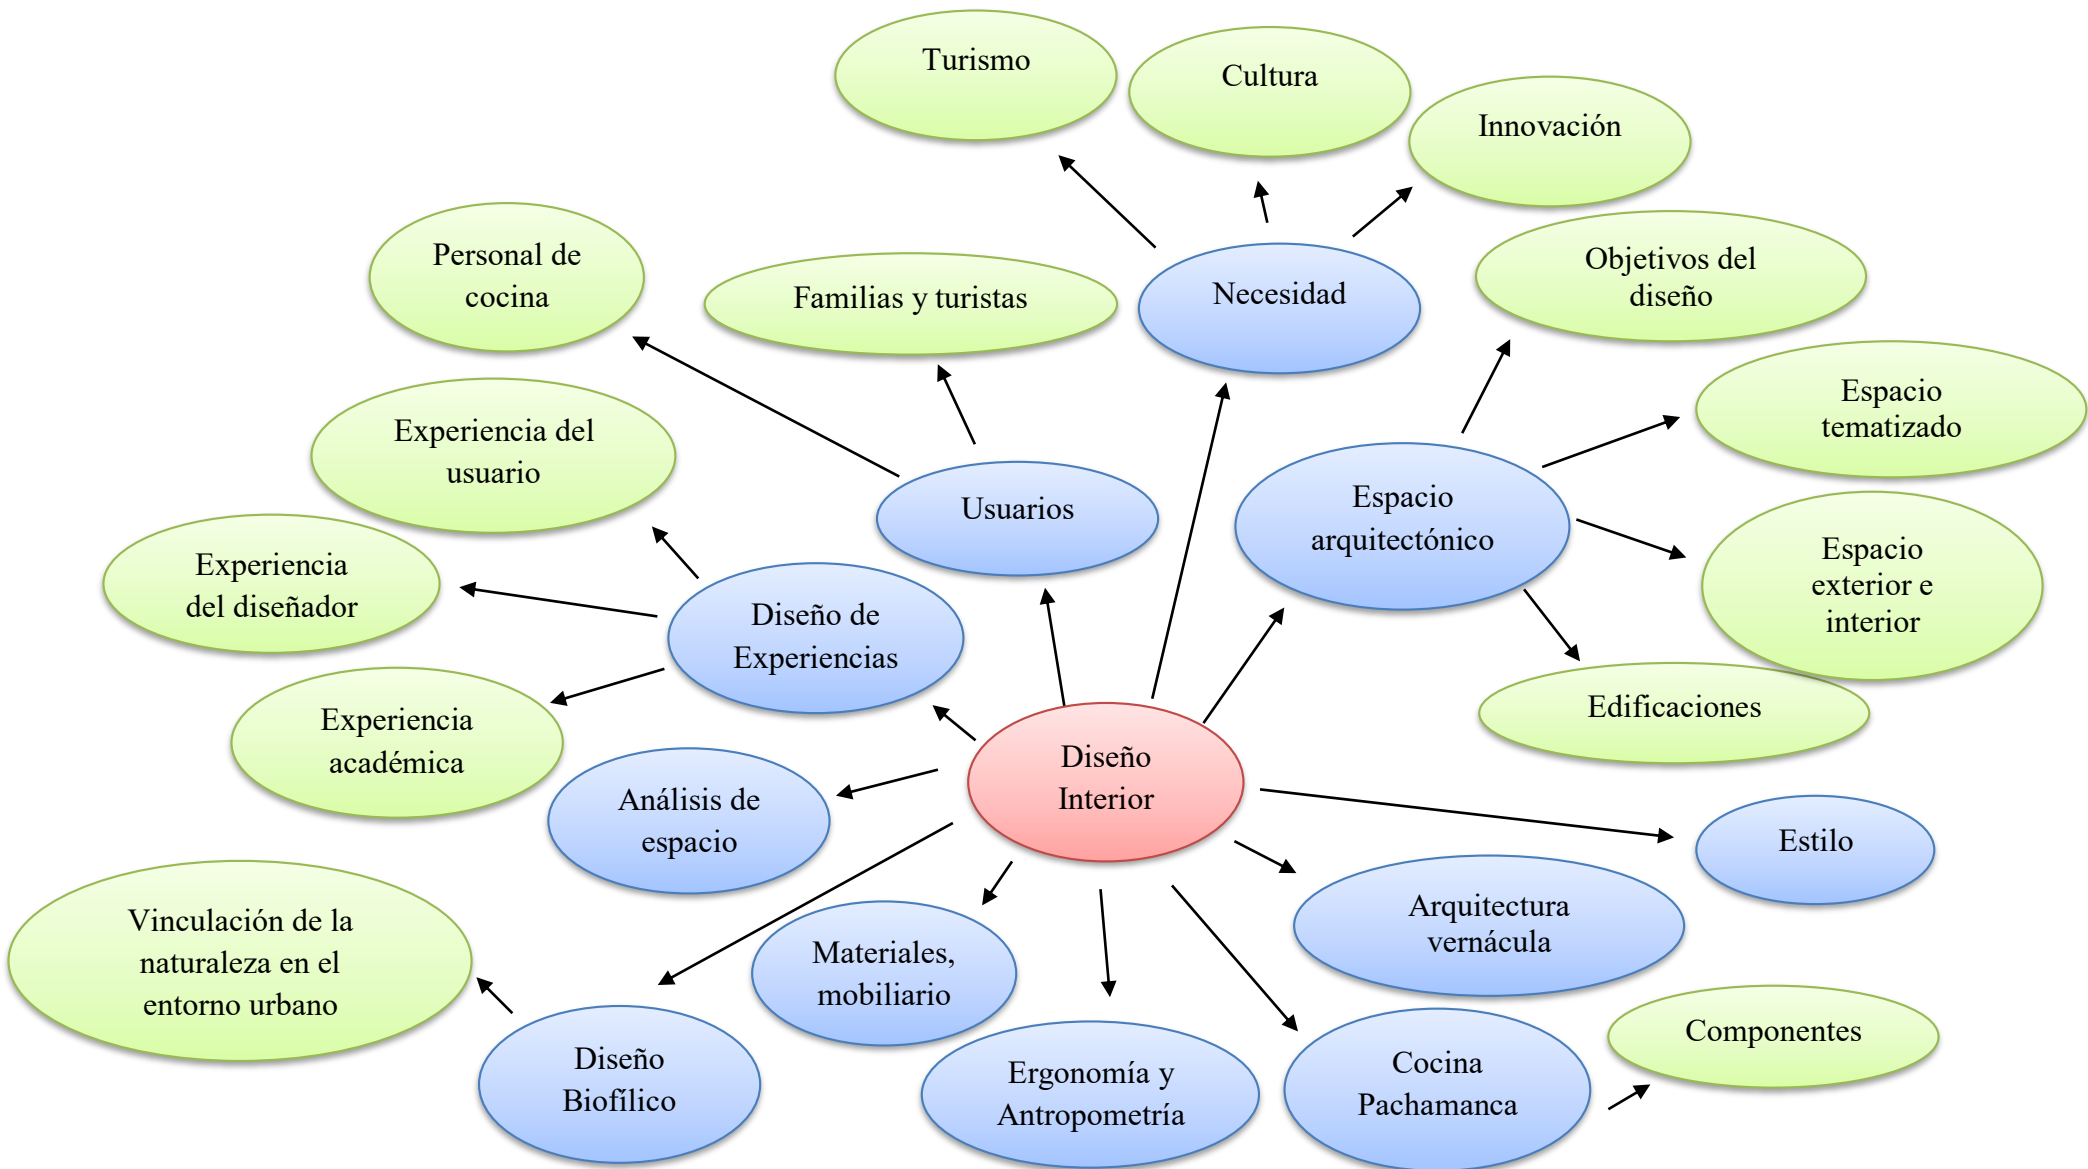 Turismo
Cultura
Innovación
Personal de
cocina
Familias y turistas
Necesidad
Objetivos del
diseño
Experiencia del
usuario
Usuarios
Espacio
arquitectónico
Espacio
tematizado
Experiencia
del diseñador
Diseño de
Experiencias
Espacio
exterior e
interior
Experiencia
académica
Edificaciones
Análisis de
espacio
Diseño
Interior
Estilo
Vinculación de la
naturaleza en el
entorno urbano
Materiales,
mobiliario
Arquitectura
vernácula
Diseño
Biofílico
Ergonomía y
Antropometría
Cocina
Pachamanca
Componentes